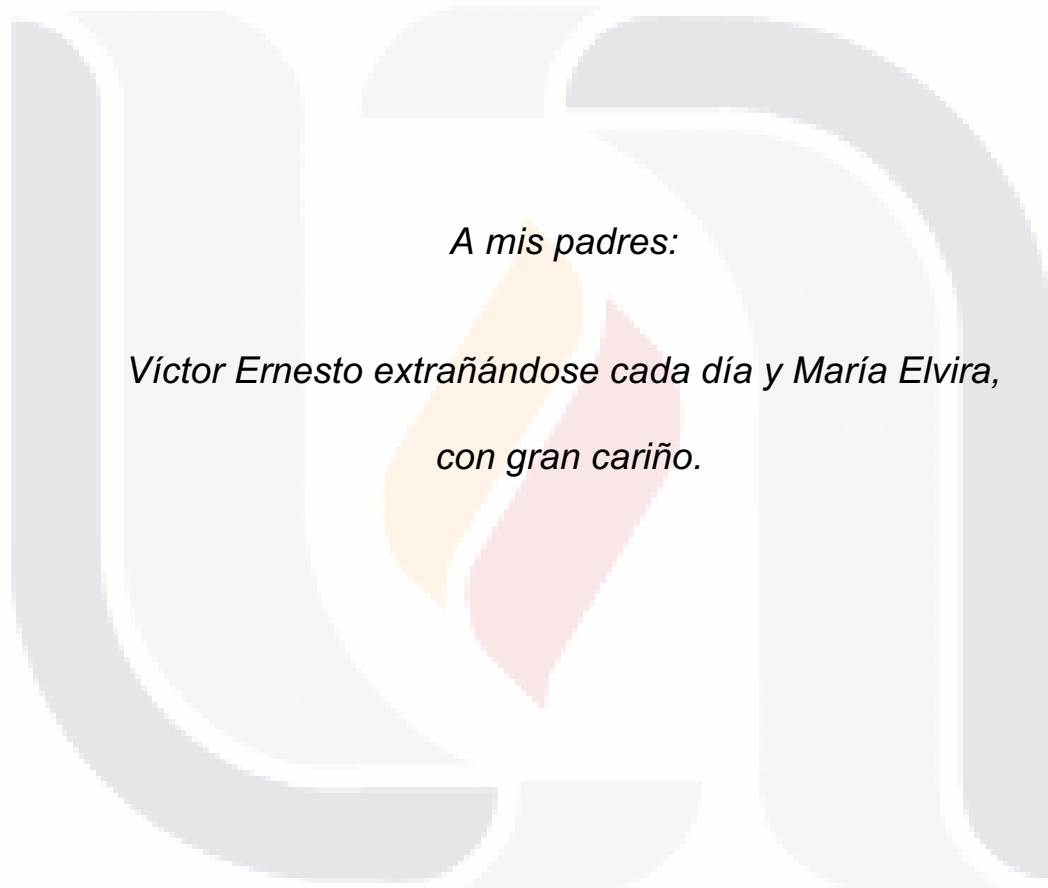 A mis padres:
Víctor Ernesto extrañándose cada día y María Elvira,
con gran cariño.